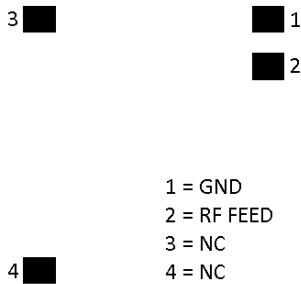 3
1
2
1 = GND
2 = RF FEED
3 = NC
4 = NC
4